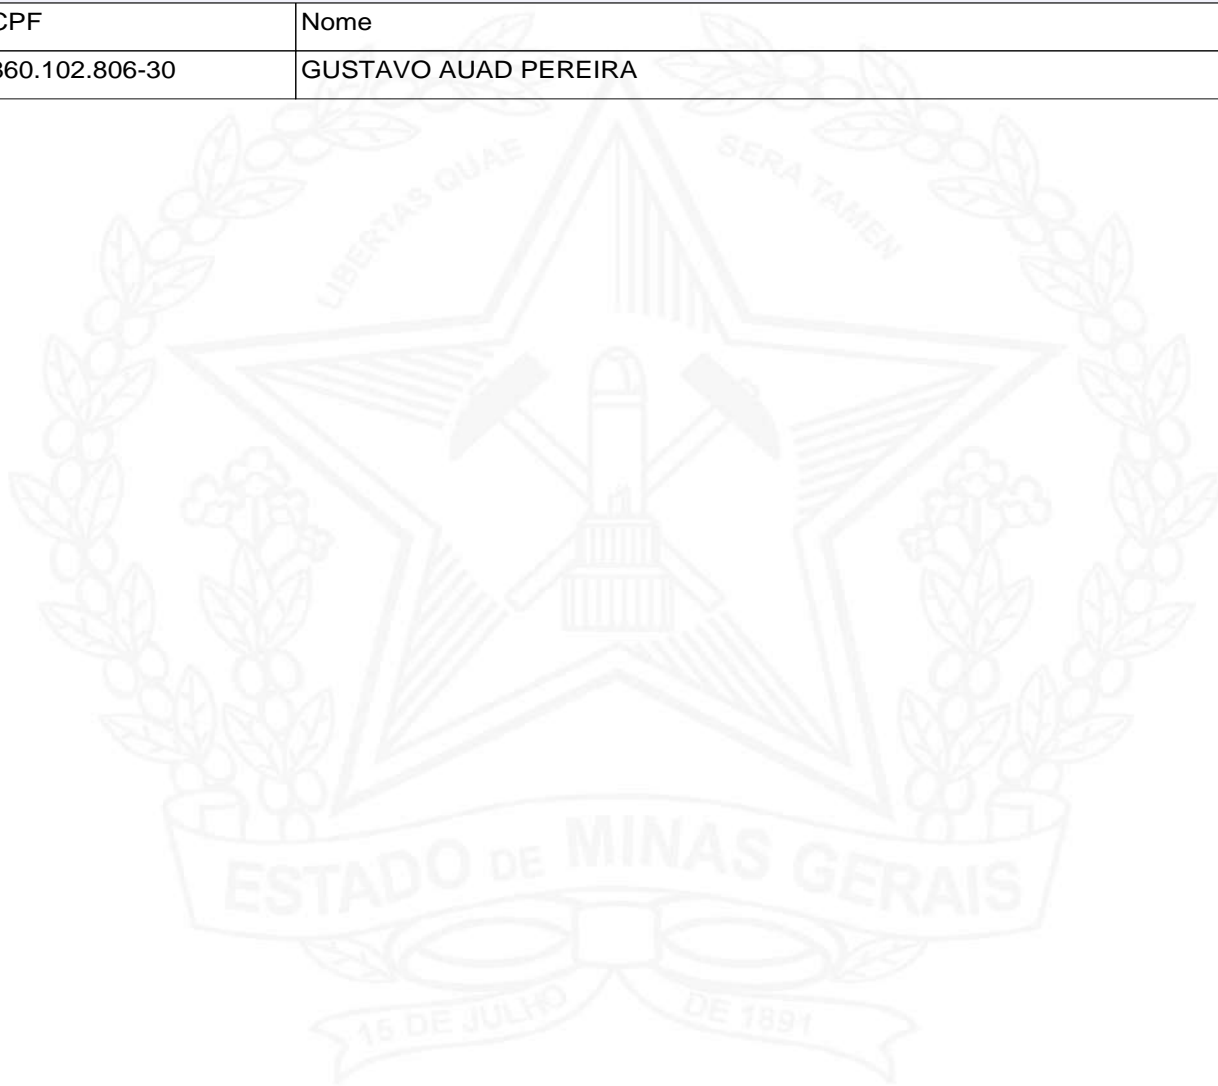 CPF Nome
860.102.806-30 GUSTAVO AUAD PEREIRA
LIBERTAS QUAE SERA TAMEN
ESTADO DE MINAS GERAIS
15 DE JULHO DE 1891